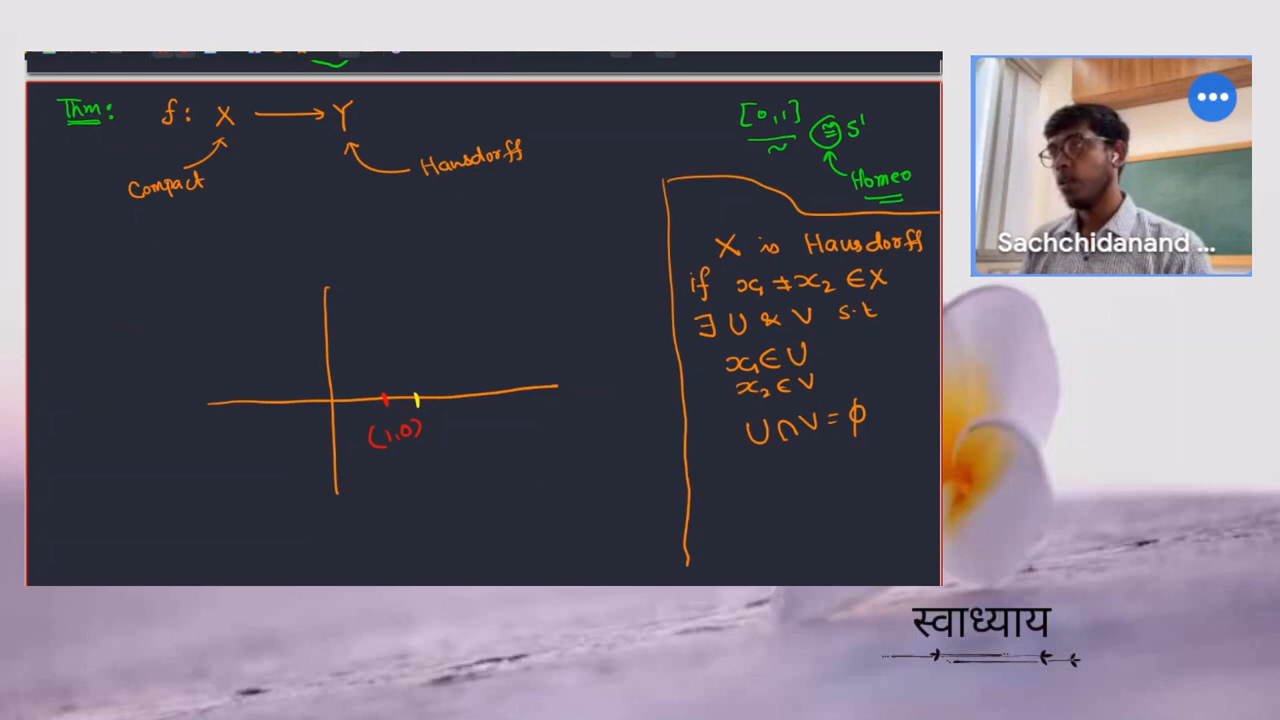 Thm: f: X → Y
Compact
Hausdorff
[0,1]/~ ≅ S¹
Homeo
X is Hausdorff
if x₁ ≠ x₂ ∈ X
∃ U & V s.t
x₁ ∈ U
x₂ ∈ V
U ∩ V = ϕ
(1,0)
Sachchidanand ...
स्वाध्याय